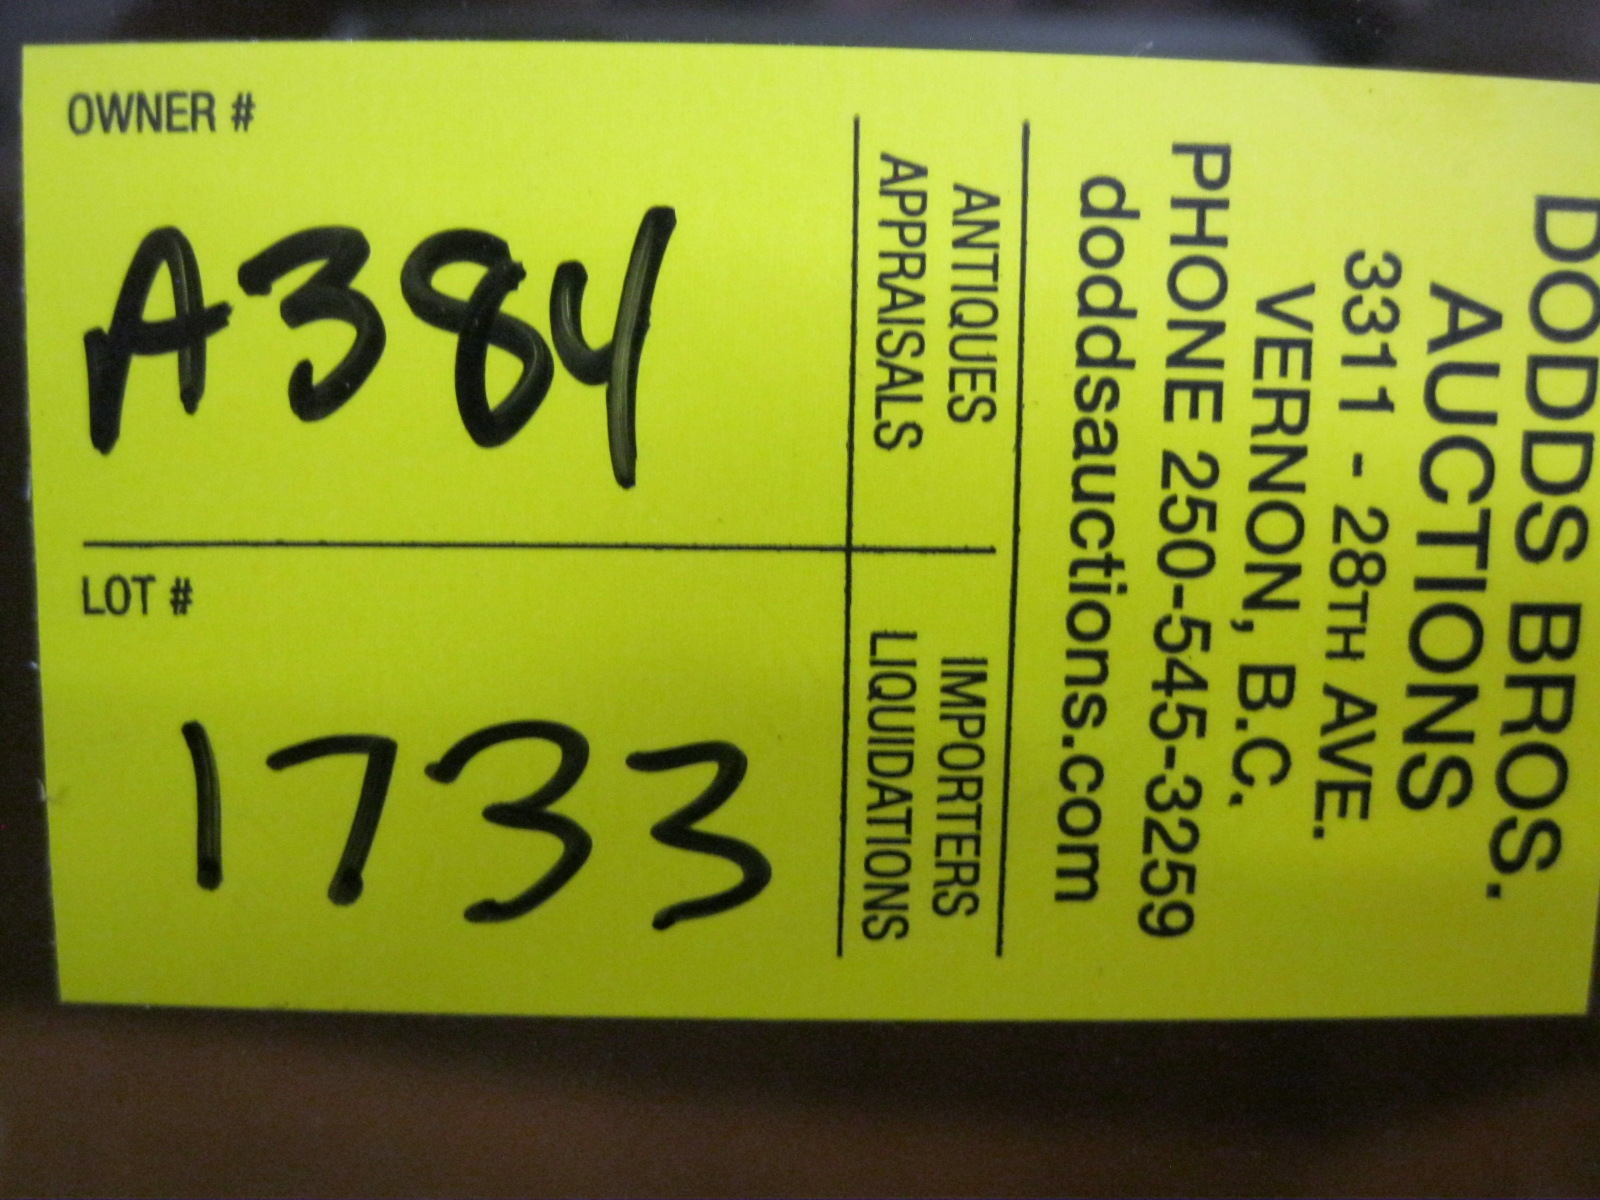 DODDS BROS.
AUCTIONS
3311 - 28TH AVE.
VERNON, B.C.
PHONE 250-545-3259
doddsauctions.com
ANTIQUES
APPRAISALS
IMPORTERS
LIQUIDATIONS
OWNER #
A384
LOT #
1733